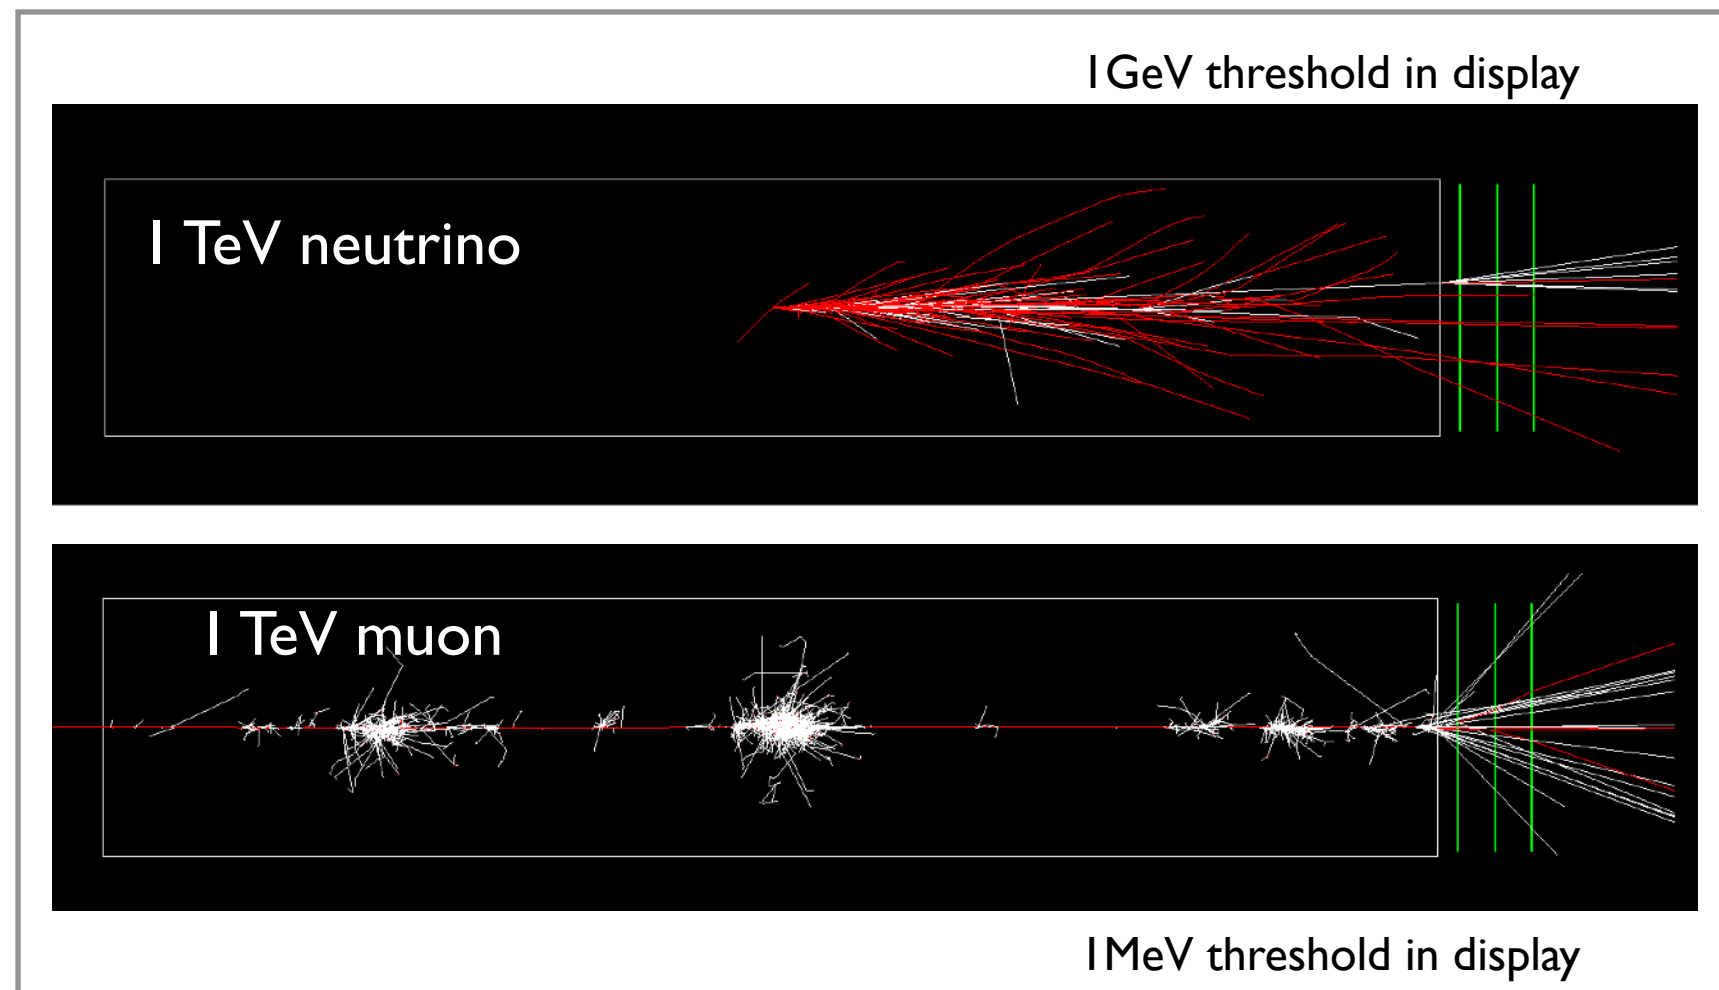 1GeV threshold in display
1 TeV neutrino
1 TeV muon
1MeV threshold in display